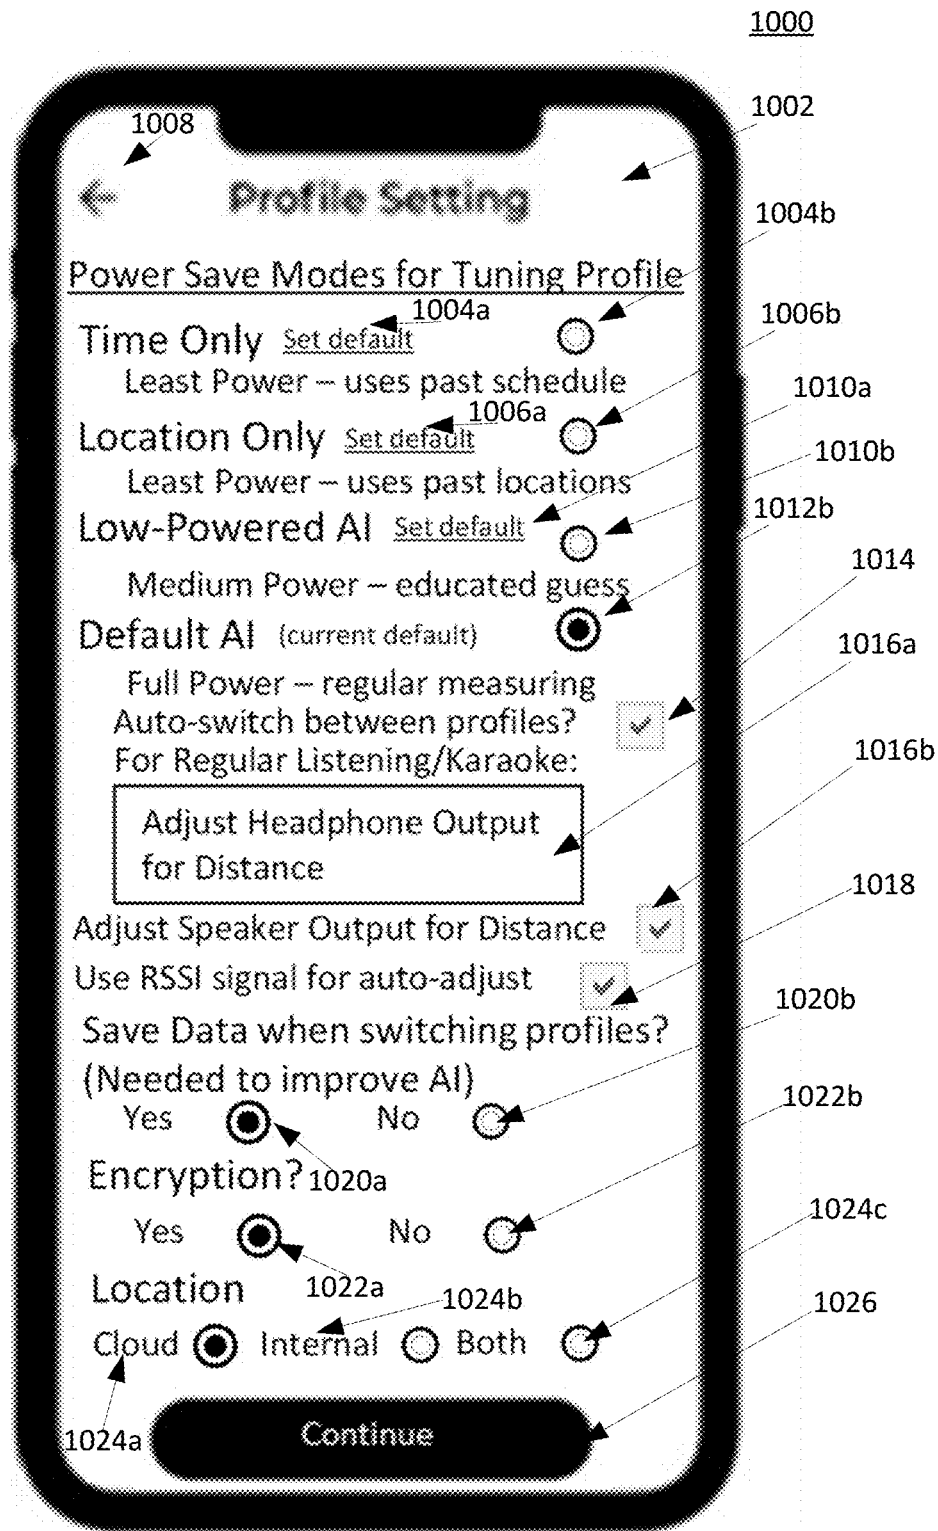 1000
1002
1008
Profile Setting
1004b
Power Save Modes for Tuning Profile
1004a
Time Only Set default
1006b
Least Power – uses past schedule
1010a
1006a
Location Only Set default
1010b
Least Power – uses past locations
1012b
Low-Powered AI Set default
1014
Medium Power – educated guess
Default AI (current default)
1016a
Full Power – regular measuring
Auto-switch between profiles?
1016b
For Regular Listening/Karaoke:
Adjust Headphone Output
for Distance
1018
Adjust Speaker Output for Distance
Use RSSI signal for auto-adjust
1020b
Save Data when switching profiles?
(Needed to improve AI)
1022b
Yes No
Encryption? 1020a
1024c
Yes No
1022a
Location
1024b
1026
Cloud Internal Both
1024a
Continue